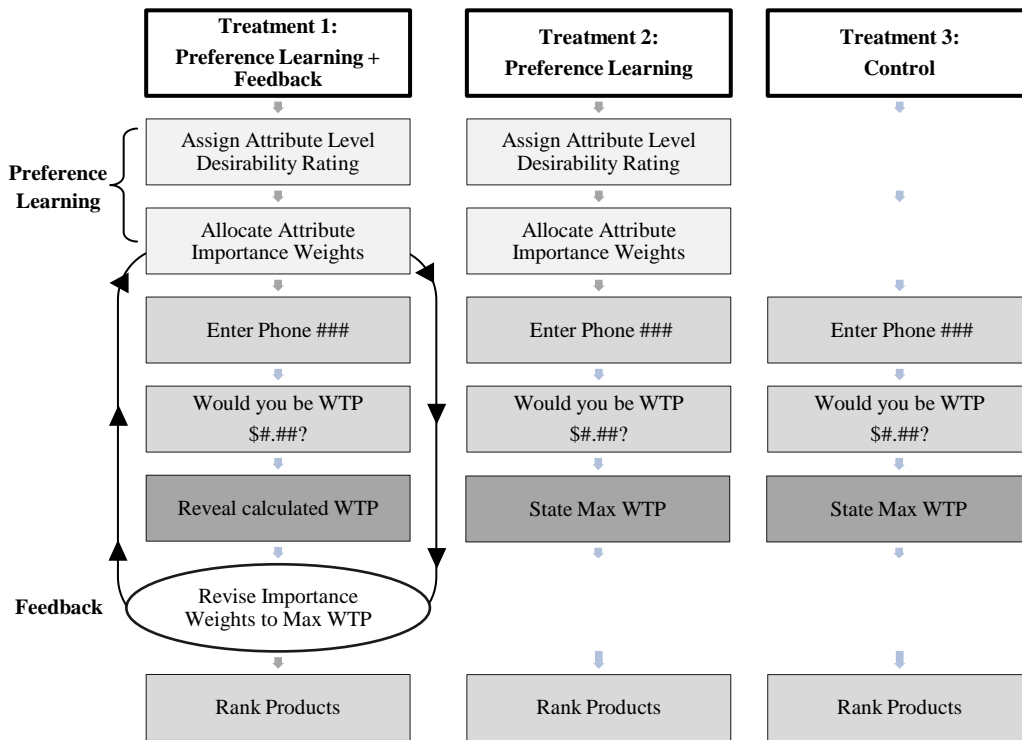 Treatment 1:
Preference Learning +
Feedback
Treatment 2:
Preference Learning
Treatment 3:
Control
Preference
Learning
Assign Attribute Level
Desirability Rating
Assign Attribute Level
Desirability Rating
Allocate Attribute
Importance Weights
Allocate Attribute
Importance Weights
Enter Phone ###
Enter Phone ###
Enter Phone ###
Would you be WTP
$#.##?
Would you be WTP
$#.##?
Would you be WTP
$#.##?
Reveal calculated WTP
State Max WTP
State Max WTP
Feedback
Revise Importance
Weights to Max WTP
Rank Products
Rank Products
Rank Products